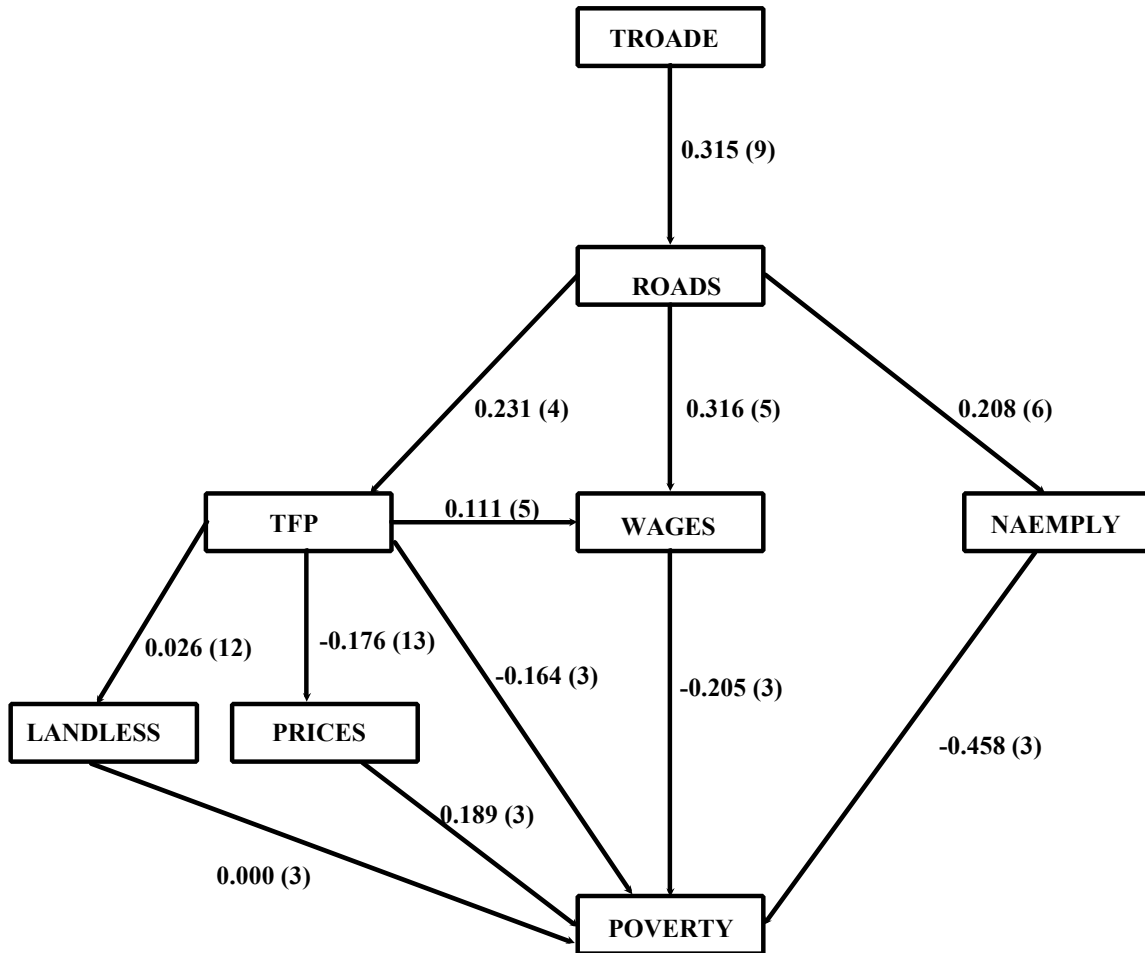 TROADE
0.315 (9)
ROADS
0.231 (4)
0.316 (5)
0.208 (6)
TFP
0.111 (5)
WAGES
NAEMPLY
0.026 (12)
-0.176 (13)
-0.164 (3)
-0.205 (3)
LANDLESS
PRICES
-0.458 (3)
0.189 (3)
0.000 (3)
POVERTY